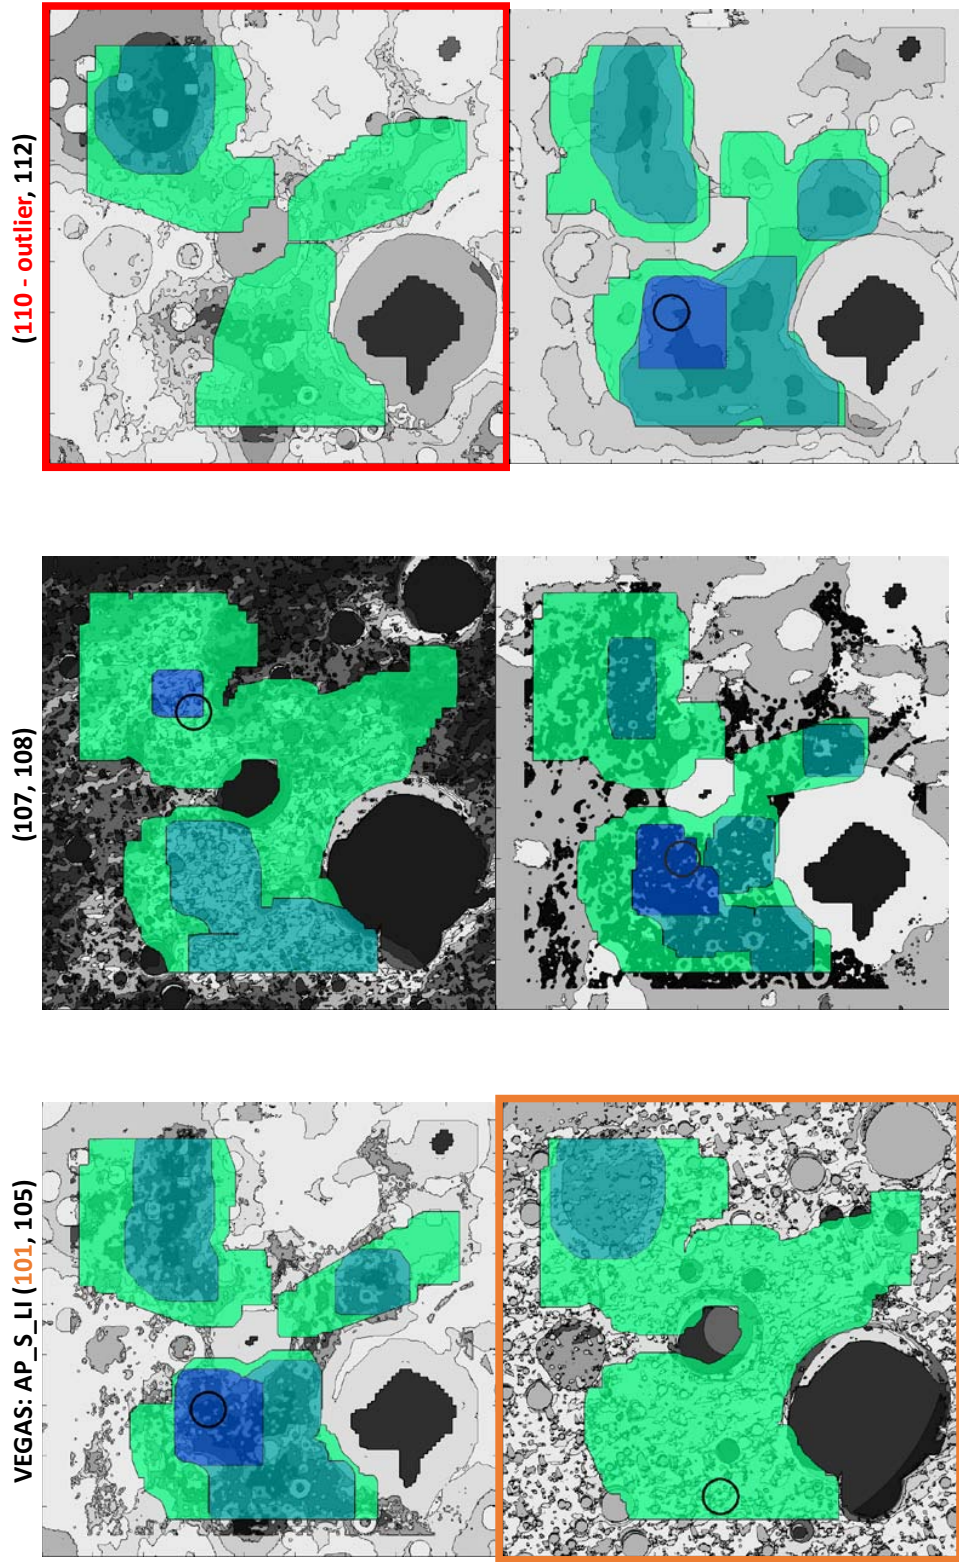 (110 - outlier, 112)
(107, 108)
VEGAS: AP_S_LI (101, 105)